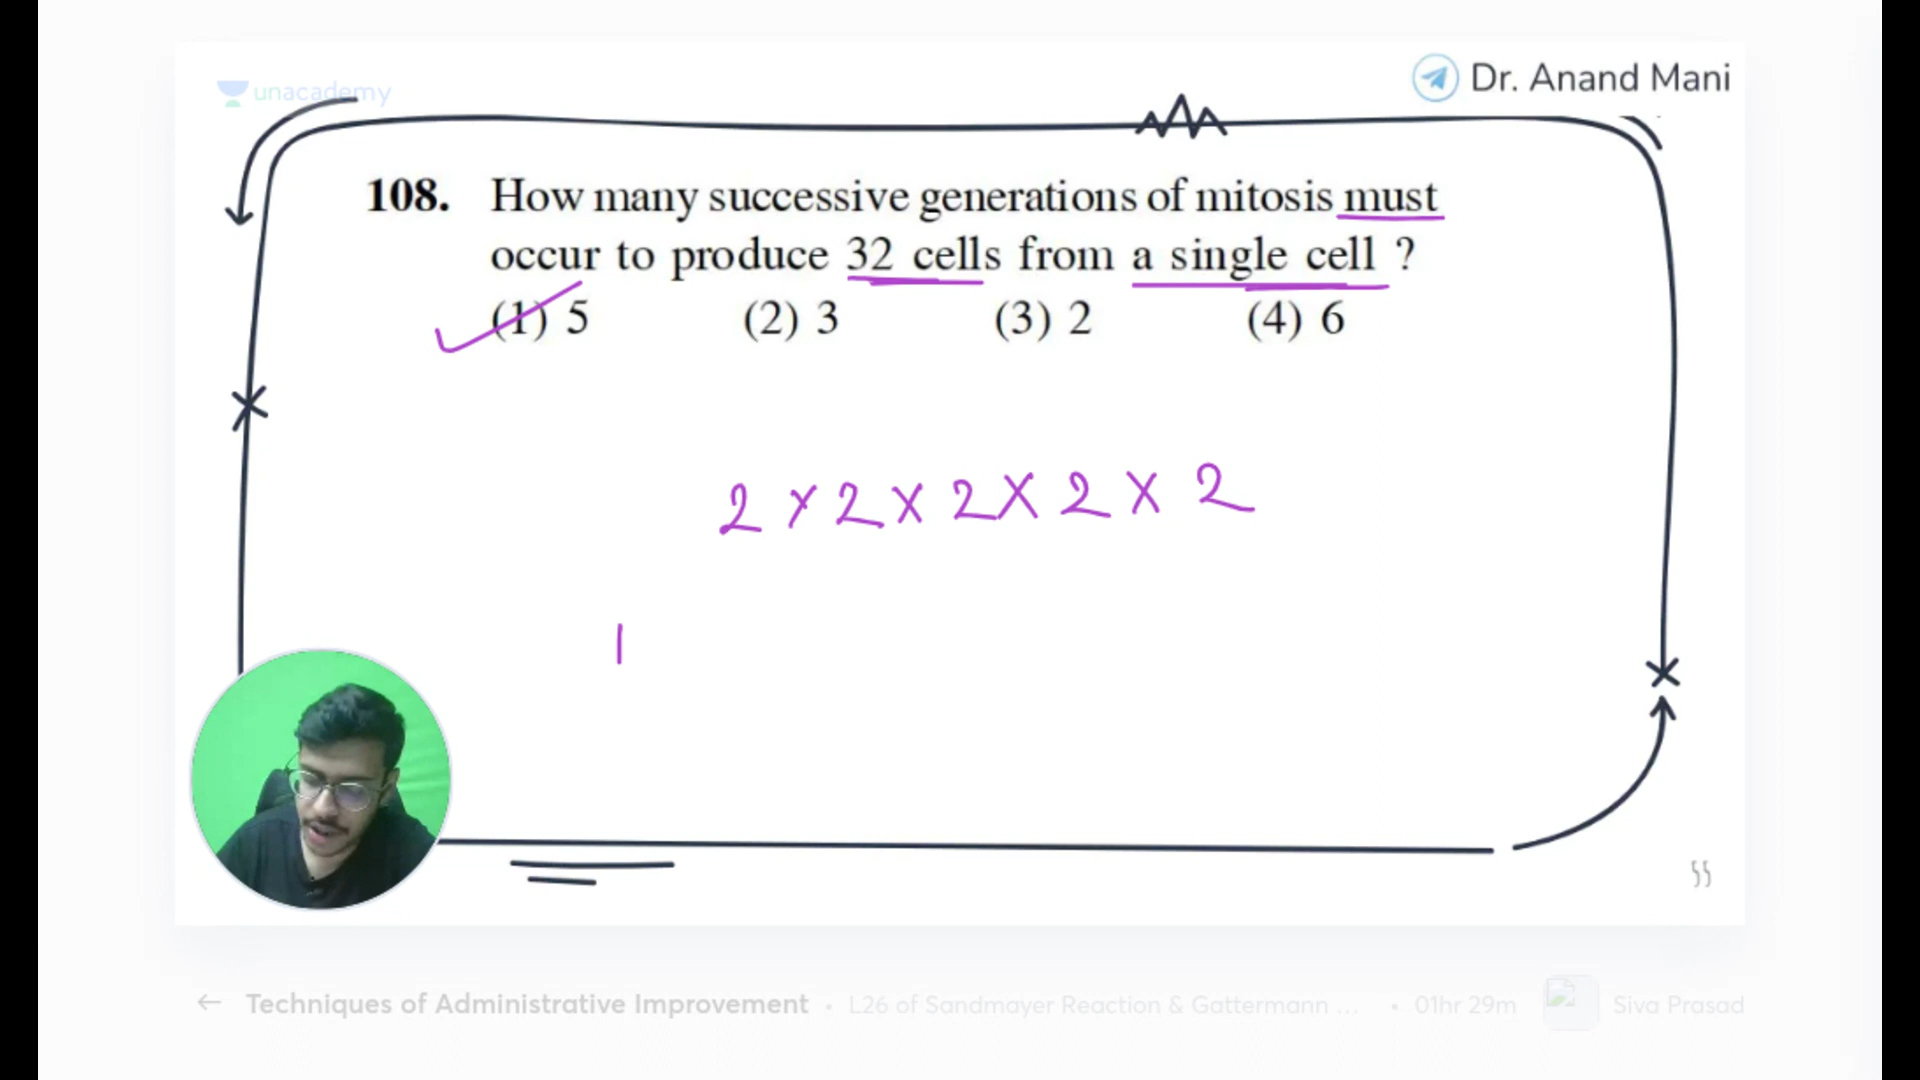 unacademy
Dr. Anand Mani
108. How many successive generations of mitosis must
occur to produce 32 cells from a single cell ?
(1) 5 (2) 3 (3) 2 (4) 6
2 × 2 × 2 × 2 × 2
1
55
← Techniques of Administrative Improvement • L26 of Sandmayer Reaction & Gattermann ... • 01hr 29m Siva Prasad